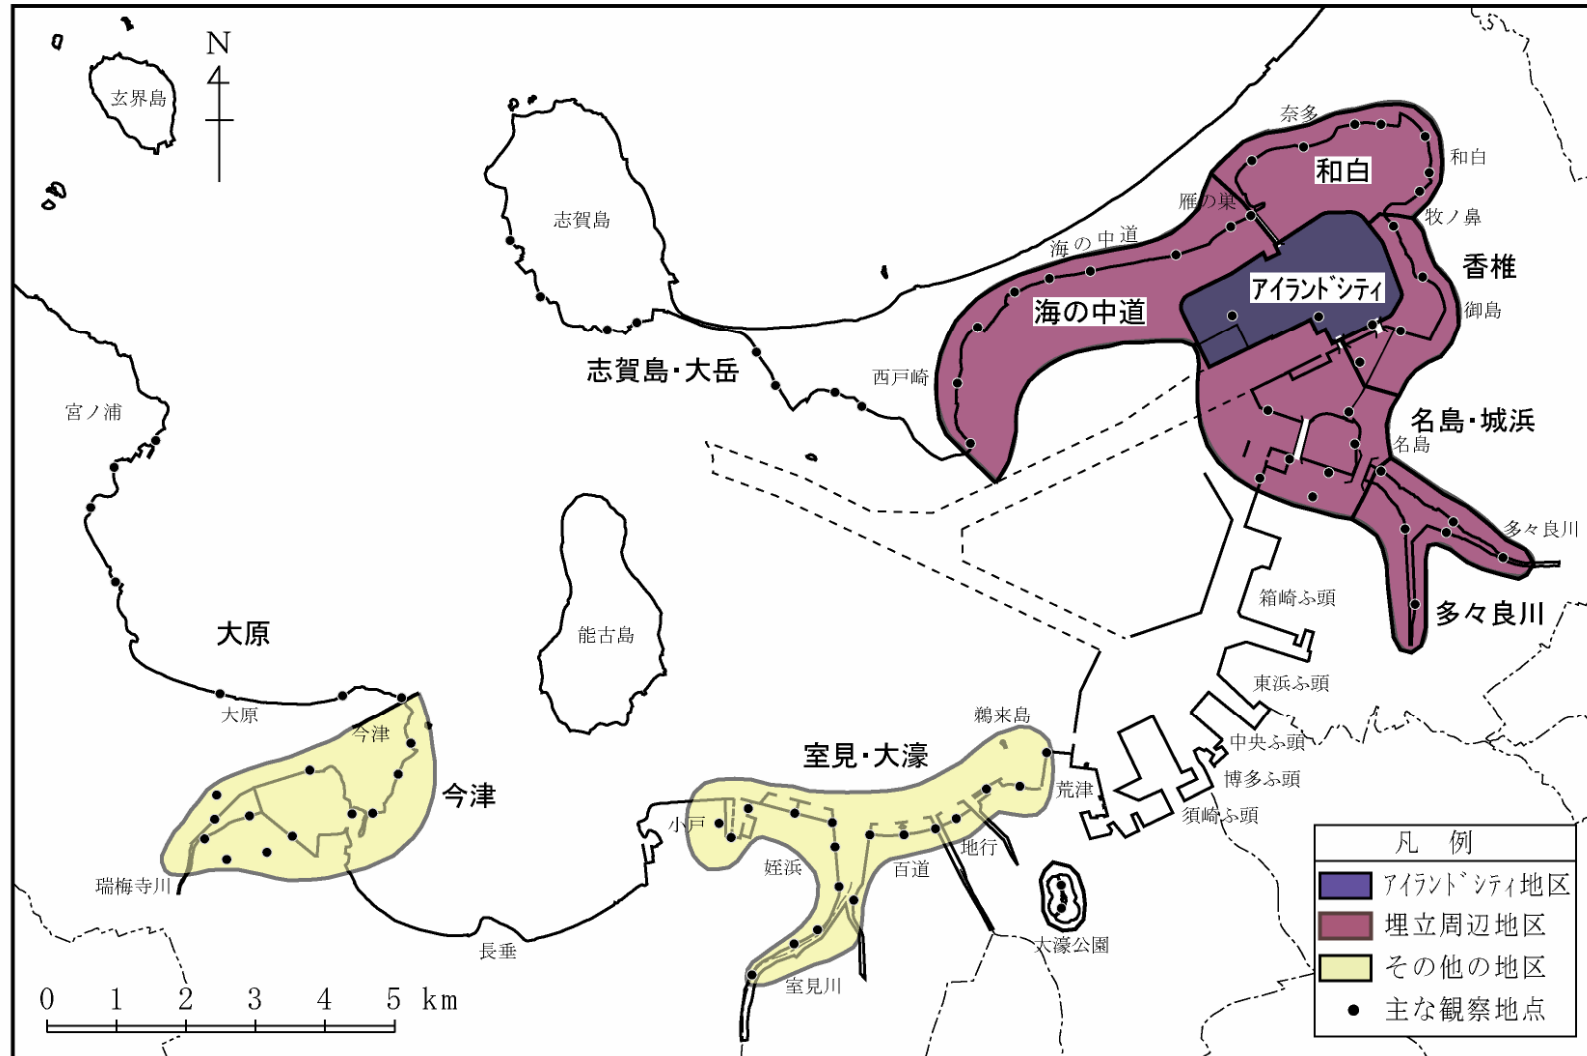 N
玄界島
奈多
和白
和白
志賀島
雁の巣
牧ノ鼻
海の中道
香椎
アイランドシティ
海の中道
御島
志賀島・大岳
西戸崎
宮ノ浦
名島・城浜
名島
多々良川
箱崎ふ頭
多々良川
大原
能古島
東浜ふ頭
大原
今津
鵜来島
中央ふ頭
室見・大濠
博多ふ頭
今津
荒津
須崎ふ頭
小戸
地行
姪浜
百道
瑞梅寺川
長垂
大濠公園
室見川
0 1 2 3 4 5 km
凡 例
アイランドシティ地区
埋立周辺地区
その他の地区
主な観察地点